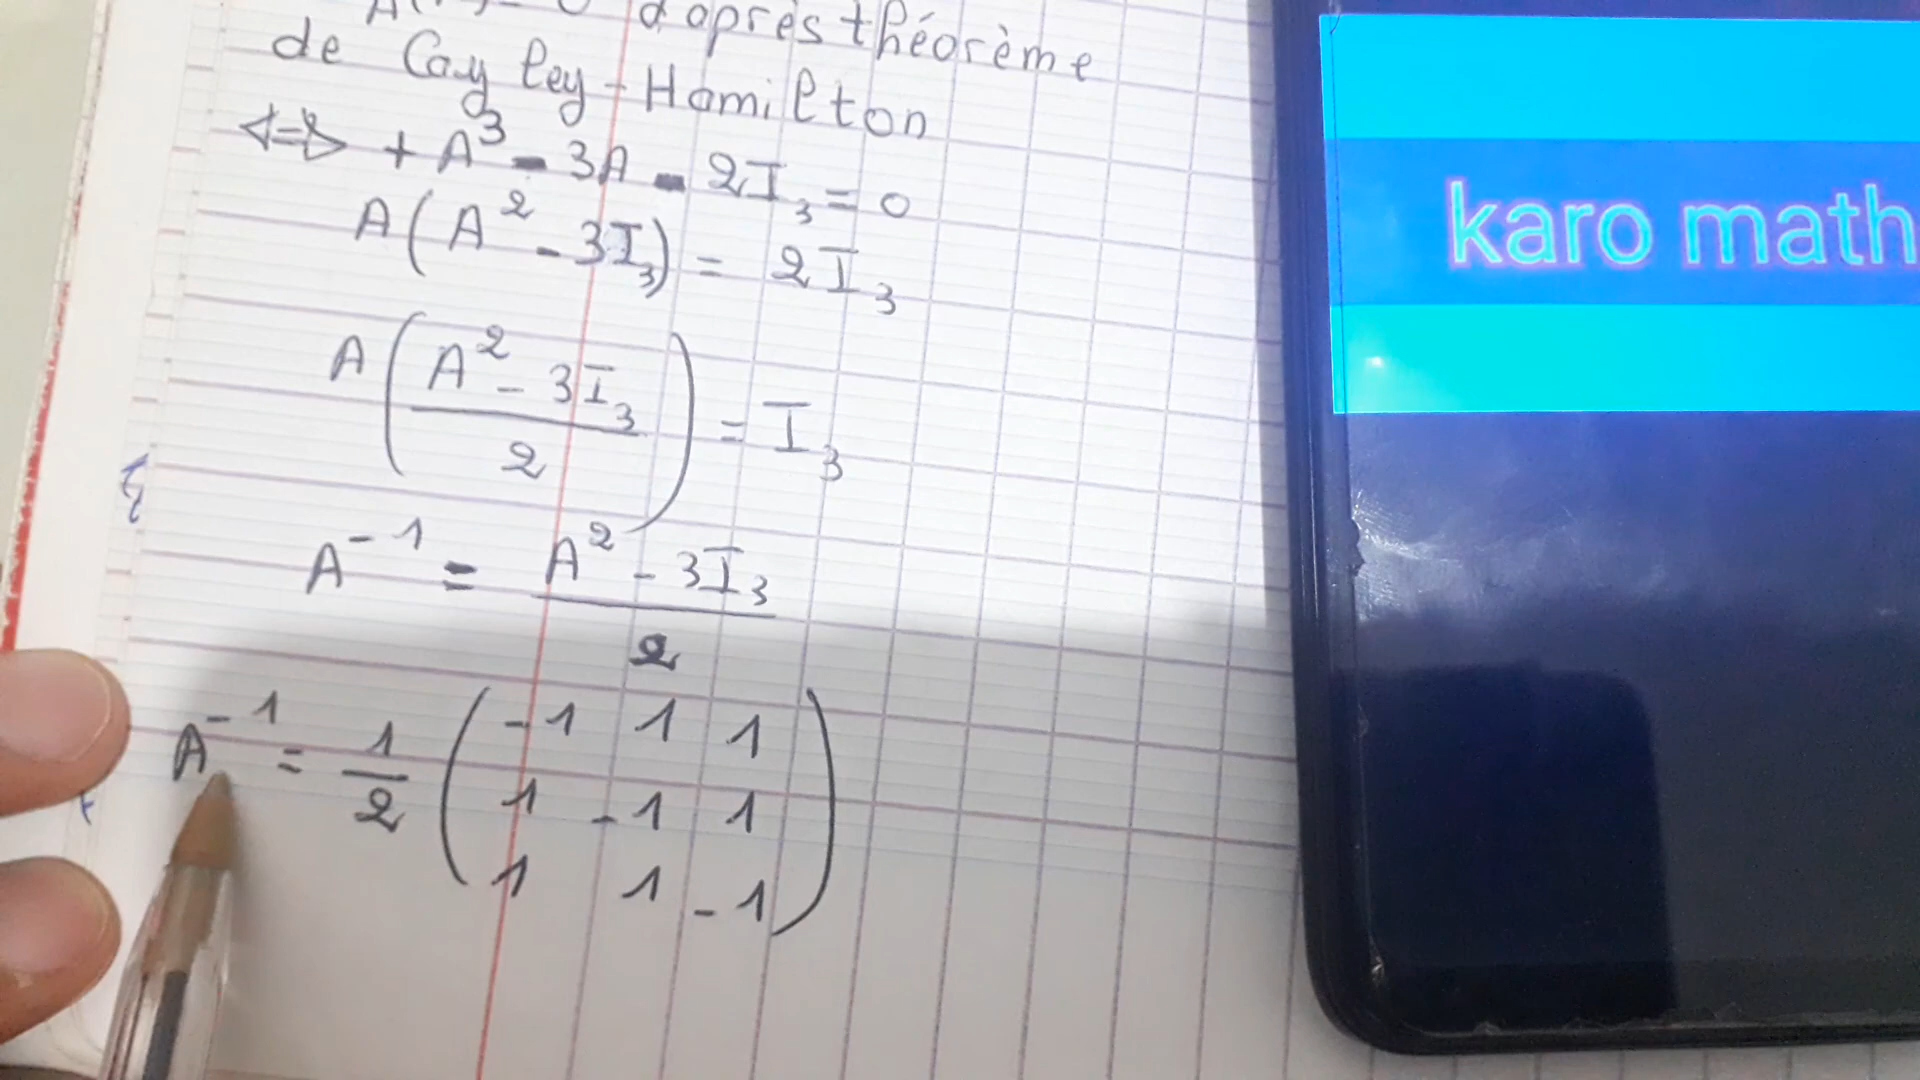 d'après théorème
de Cayley-Hamilton
<=> + A³ - 3A - 2I₃ = 0
A(A² - 3I₃) = 2I₃
A((A² - 3I₃)/2) = I₃
A⁻¹ = (A² - 3I₃)/2
A⁻¹ = 1/2 (-1 1 1
1 -1 1
1 1 -1)
karo math